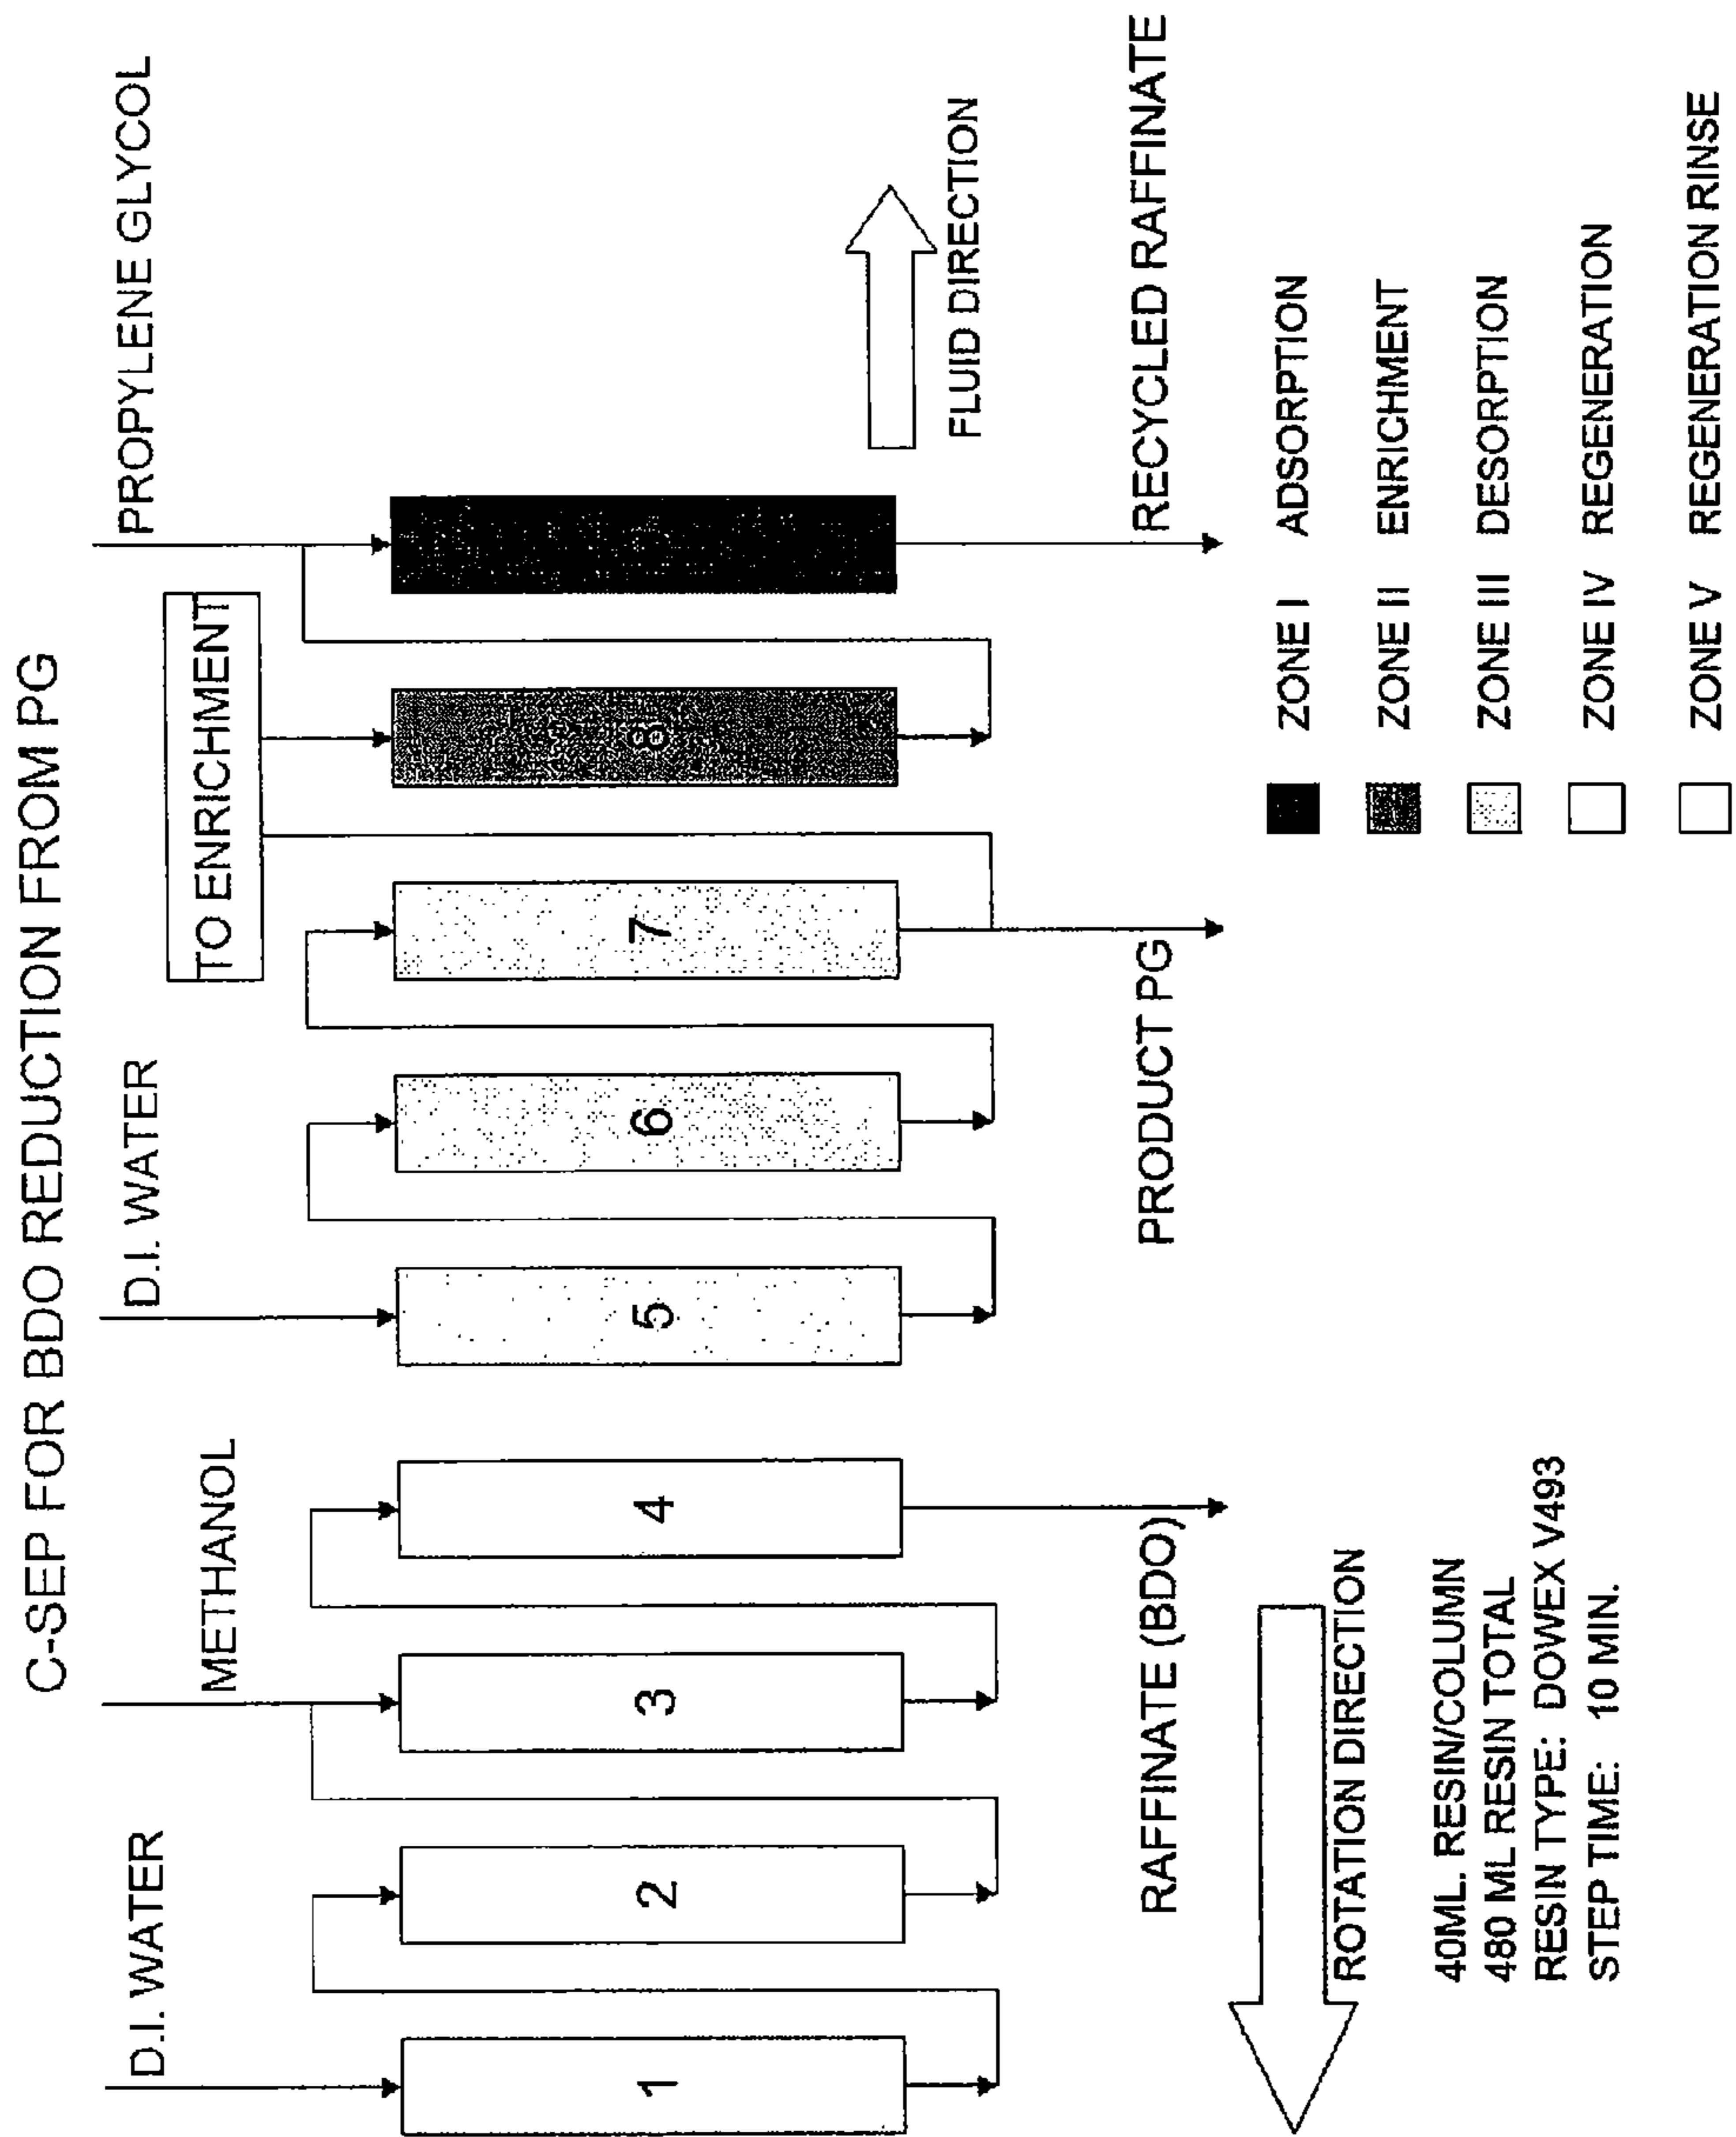 C-SEP FOR BDO REDUCTION FROM PG
D.I. WATER
METHANOL
D.I. WATER
TO ENRICHMENT
PROPYLENE GLYCOL
1
2
3
4
5
6
7
8
FLUID DIRECTION
RAFFINATE (BDO)
PRODUCT PG
RECYCLED RAFFINATE
ROTATION DIRECTION
40ML. RESIN/COLUMN
480 ML RESIN TOTAL
RESIN TYPE: DOWEX V493
STEP TIME: 10 MIN.
ZONE I ADSORPTION
ZONE II ENRICHMENT
ZONE III DESORPTION
ZONE IV REGENERATION
ZONE V REGENERATION RINSE